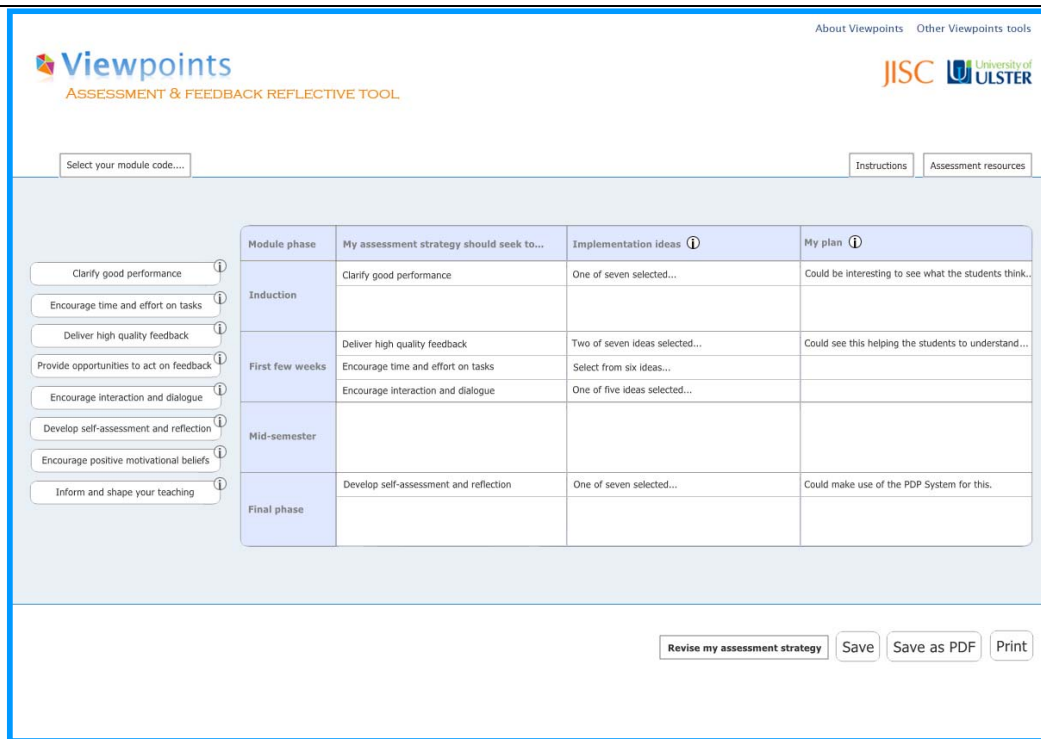 About Viewpoints Other Viewpoints tools
Viewpoints
ASSESSMENT & FEEDBACK REFLECTIVE TOOL
JISC University of ULSTER
Select your module code....
Instructions Assessment resources
Module phase My assessment strategy should seek to... Implementation ideas My plan
Clarify good performance
Encourage time and effort on tasks
Deliver high quality feedback
Provide opportunities to act on feedback
Encourage interaction and dialogue
Develop self-assessment and reflection
Encourage positive motivational beliefs
Inform and shape your teaching
Induction
Clarify good performance One of seven selected... Could be interesting to see what the students think..
First few weeks
Deliver high quality feedback Two of seven ideas selected... Could see this helping the students to understand...
Encourage time and effort on tasks Select from six ideas...
Encourage interaction and dialogue One of five ideas selected...
Mid-semester
Final phase
Develop self-assessment and reflection One of seven selected... Could make use of the PDP System for this.
Revise my assessment strategy Save Save as PDF Print